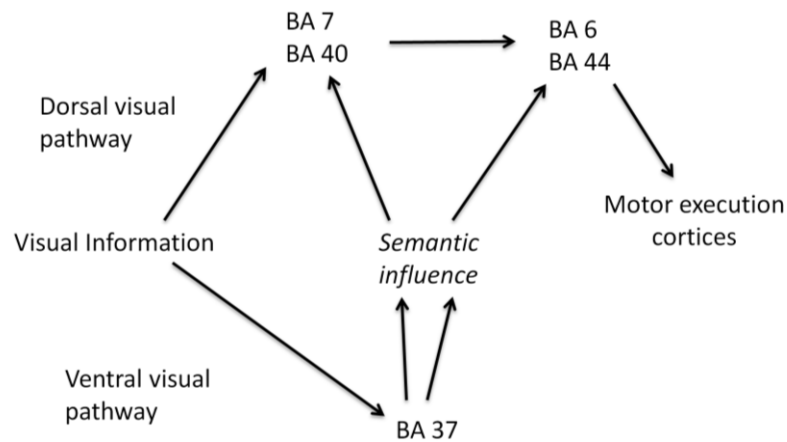 BA 7
BA 40
BA 6
BA 44
Dorsal visual
pathway
Motor execution
cortices
Visual Information
Semantic
influence
Ventral visual
pathway
BA 37